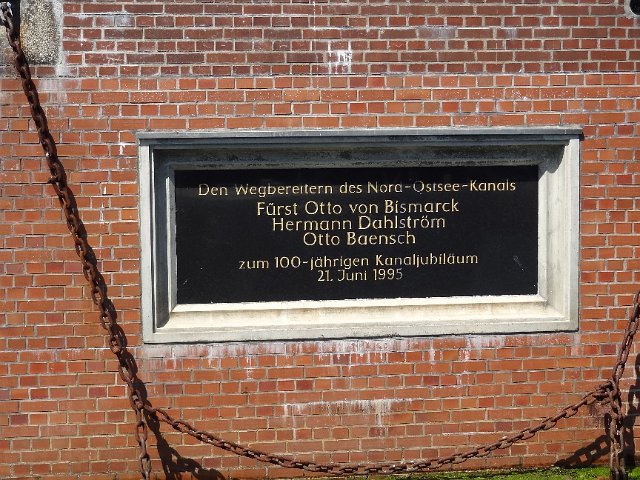 Den Wegbereitern des Nord-Ostsee-Kanals
Fürst Otto von Bismarck
Hermann Dahlström
Otto Baensch
zum 100-jährigen Kanaljubiläum
21. Juni 1995